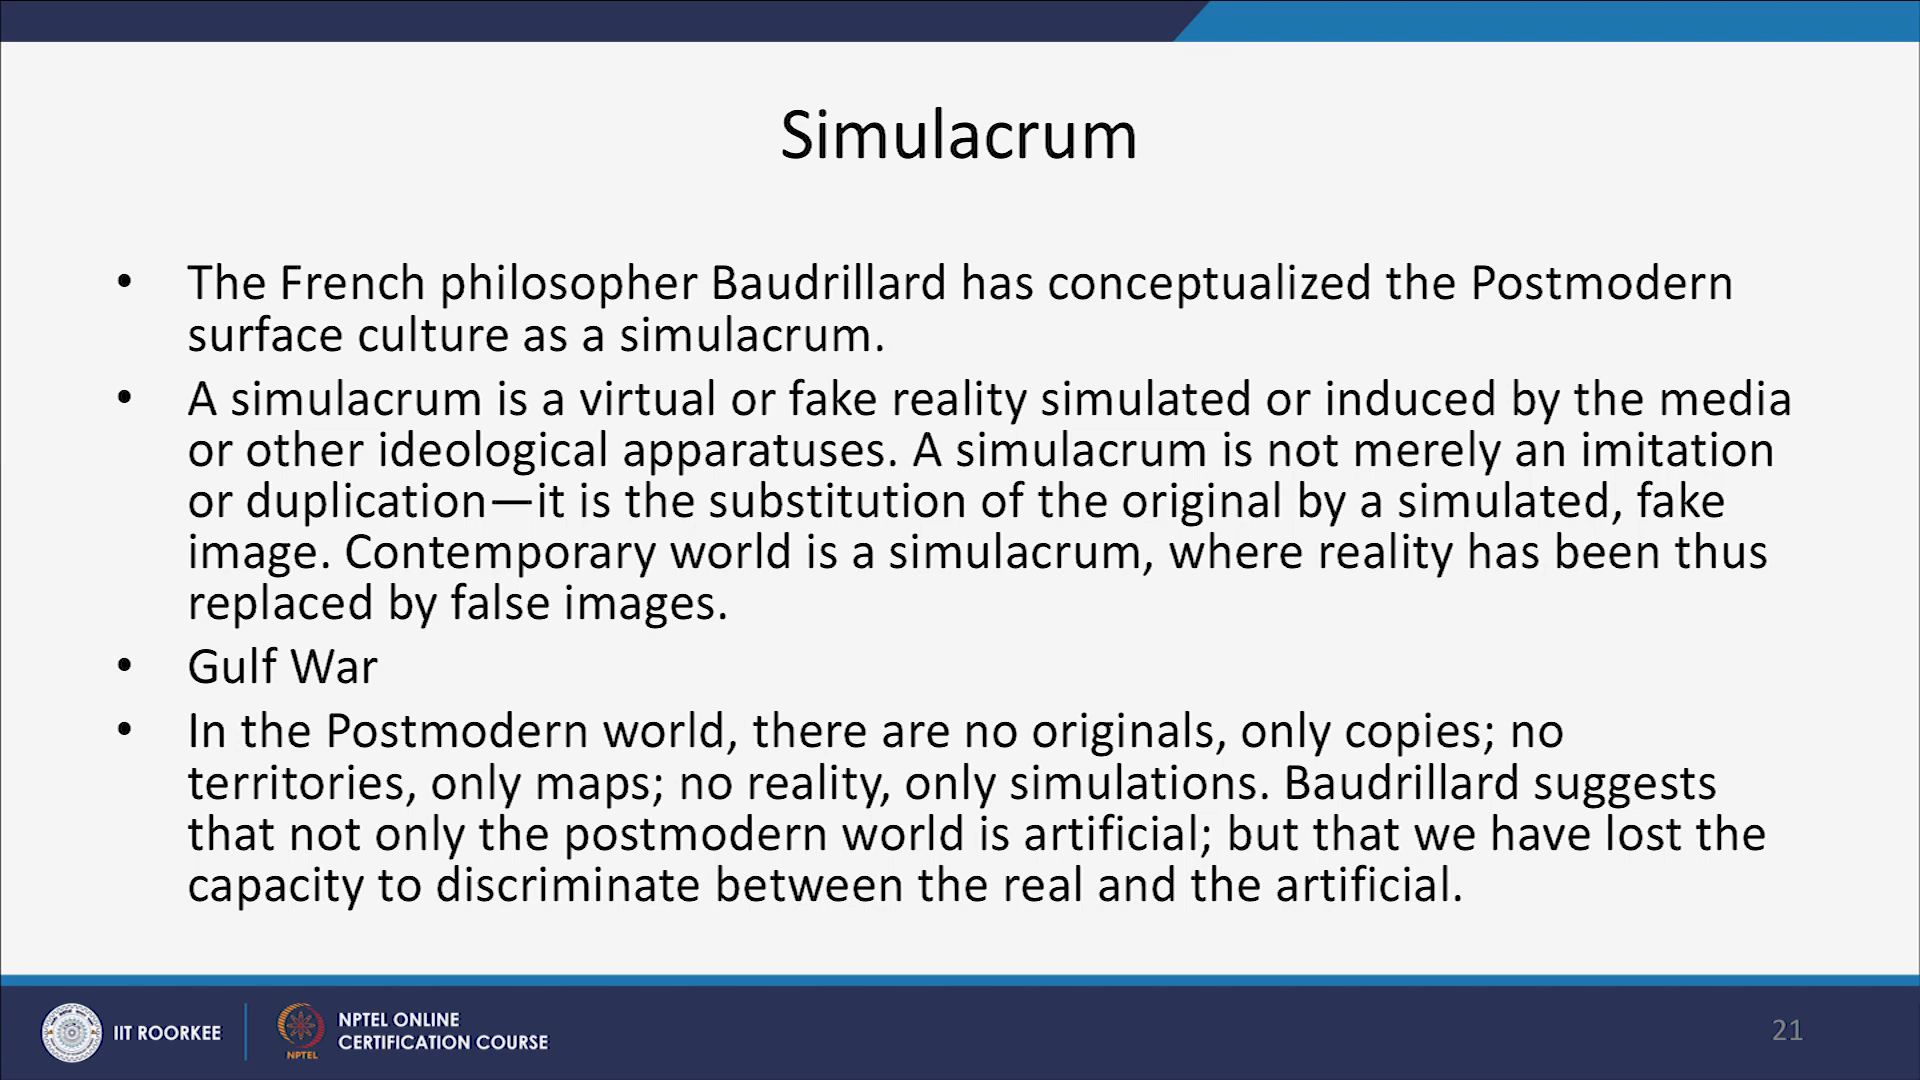 Simulacrum
• The French philosopher Baudrillard has conceptualized the Postmodern
surface culture as a simulacrum.
• A simulacrum is a virtual or fake reality simulated or induced by the media
or other ideological apparatuses. A simulacrum is not merely an imitation
or duplication—it is the substitution of the original by a simulated, fake
image. Contemporary world is a simulacrum, where reality has been thus
replaced by false images.
• Gulf War
• In the Postmodern world, there are no originals, only copies; no
territories, only maps; no reality, only simulations. Baudrillard suggests
that not only the postmodern world is artificial; but that we have lost the
capacity to discriminate between the real and the artificial.
IIT ROORKEE
NPTEL
NPTEL ONLINE
CERTIFICATION COURSE
21